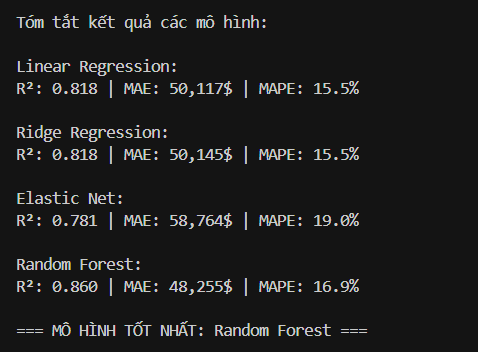 Tóm tắt kết quả các mô hình:
Linear Regression:
R²: 0.818 | MAE: 50,117$ | MAPE: 15.5%
Ridge Regression:
R²: 0.818 | MAE: 50,145$ | MAPE: 15.5%
Elastic Net:
R²: 0.781 | MAE: 58,764$ | MAPE: 19.0%
Random Forest:
R²: 0.860 | MAE: 48,255$ | MAPE: 16.9%
=== MÔ HÌNH TỐT NHẤT: Random Forest ===